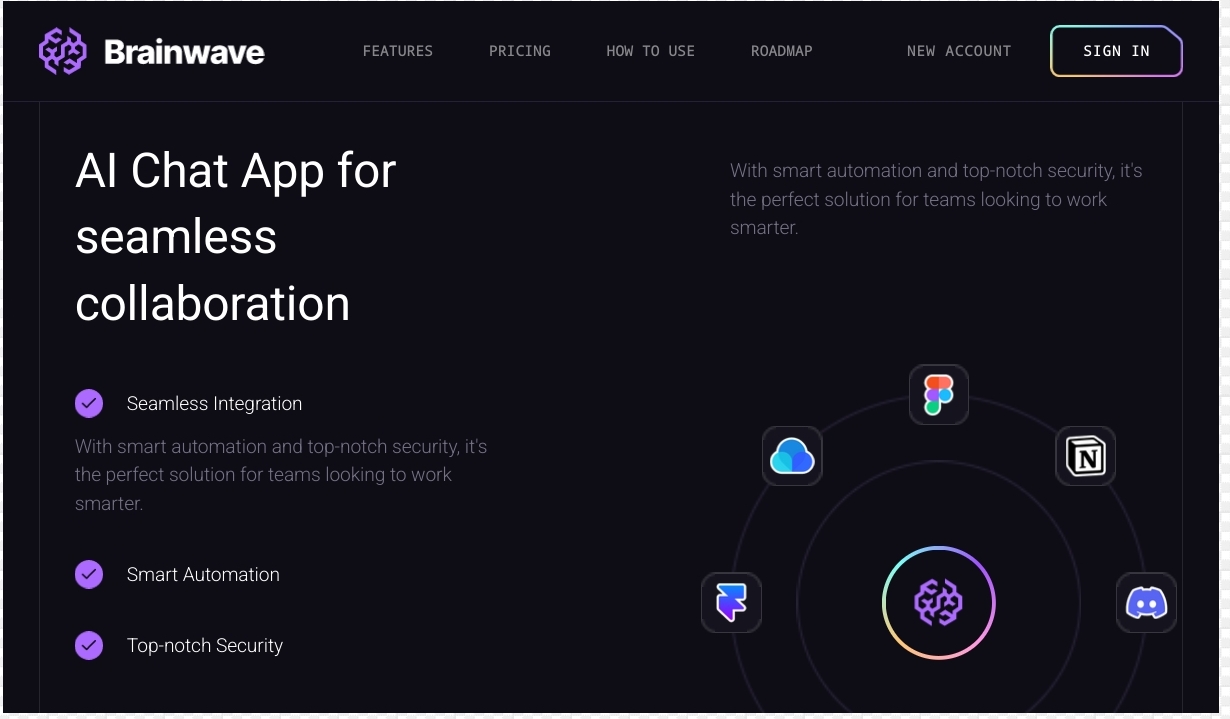 Brainwave
FEATURES
PRICING
HOW TO USE
ROADMAP
NEW ACCOUNT
SIGN IN
AI Chat App for
seamless
collaboration
With smart automation and top-notch security, it's
the perfect solution for teams looking to work
smarter.
Seamless Integration
With smart automation and top-notch security, it's
the perfect solution for teams looking to work
smarter.
Smart Automation
Top-notch Security
N